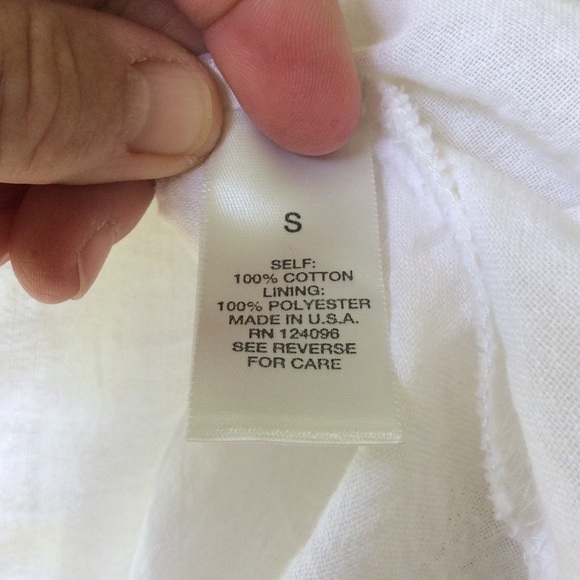 S
SELF:
100% COTTON
LINING:
100% POLYESTER
MADE IN U.S.A.
RN 124096
SEE REVERSE
FOR CARE